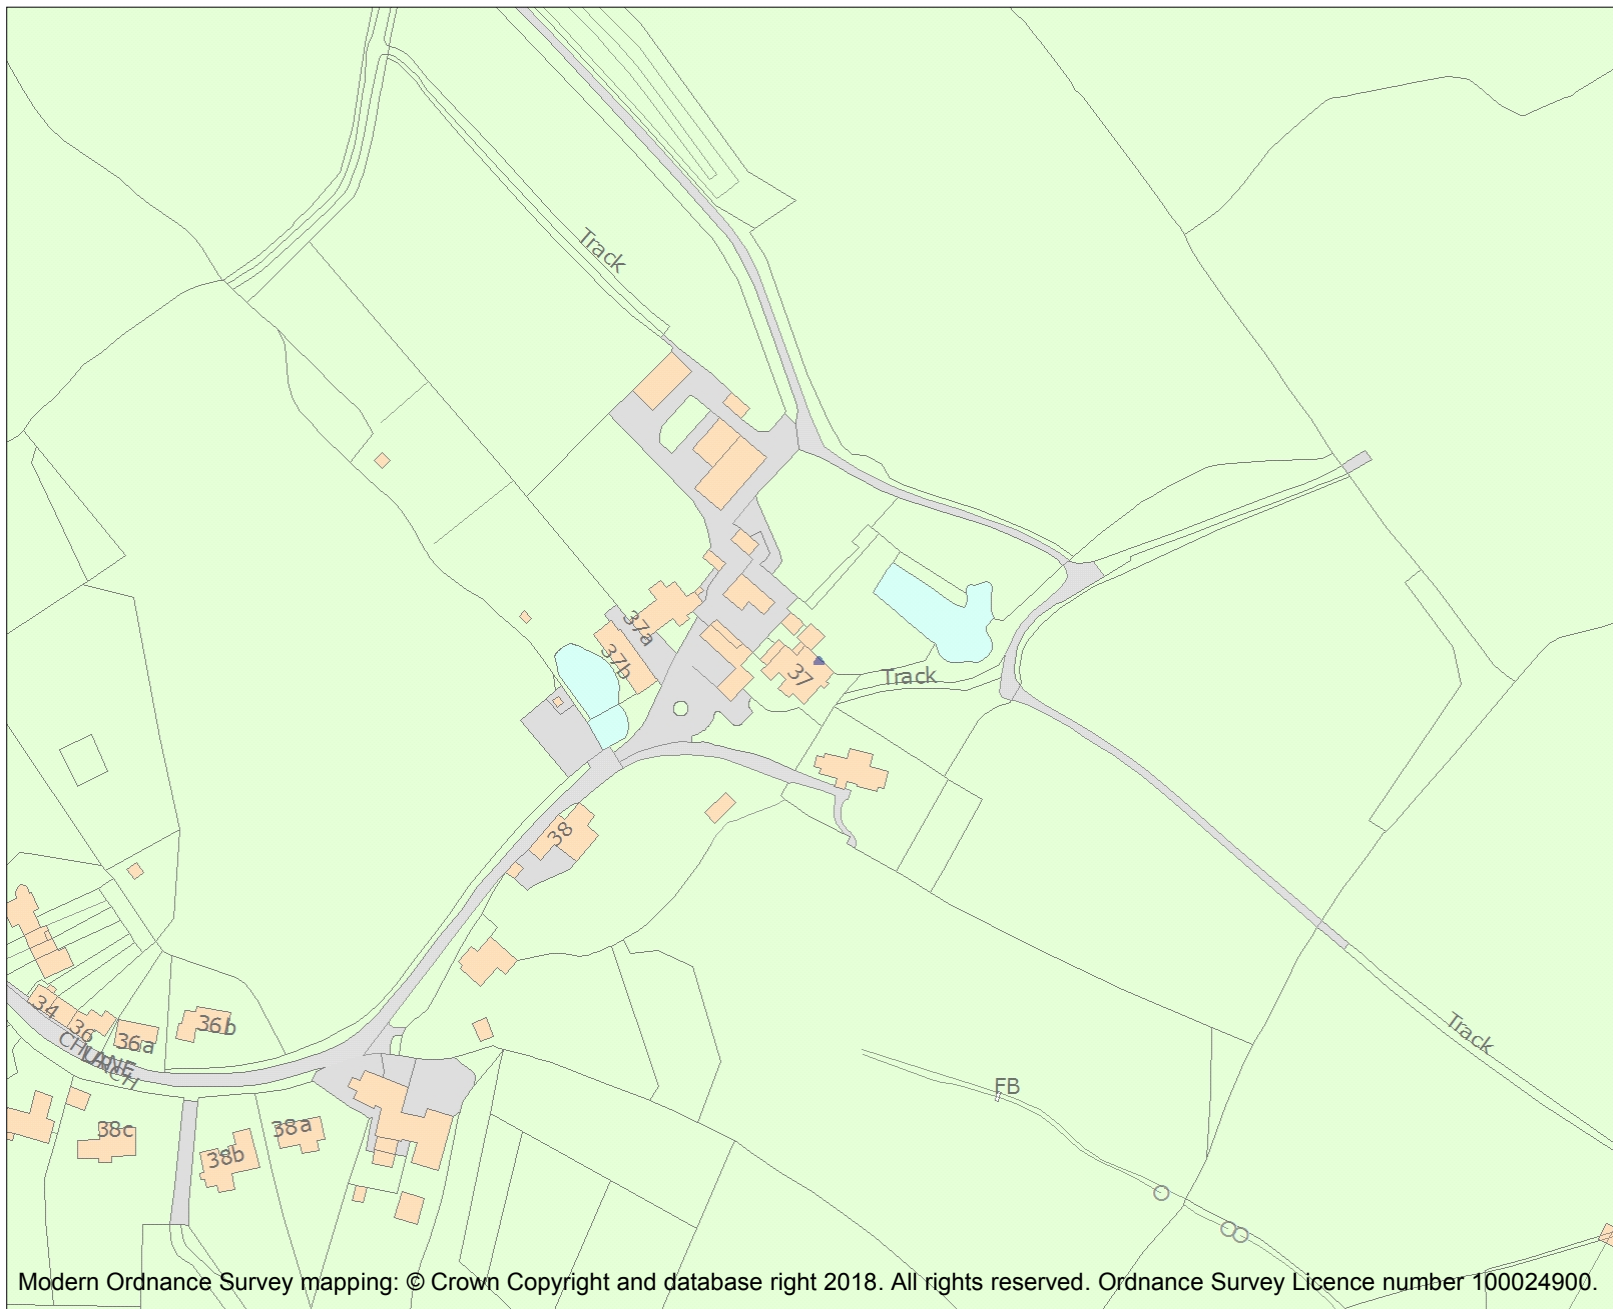 Track
37a
37b
37
Track
38
34
36
36a
36b
CHURCH
LANE
38c
38b
38a
FB
Track
Modern Ordnance Survey mapping: © Crown Copyright and database right 2018. All rights reserved. Ordnance Survey Licence number 100024900.